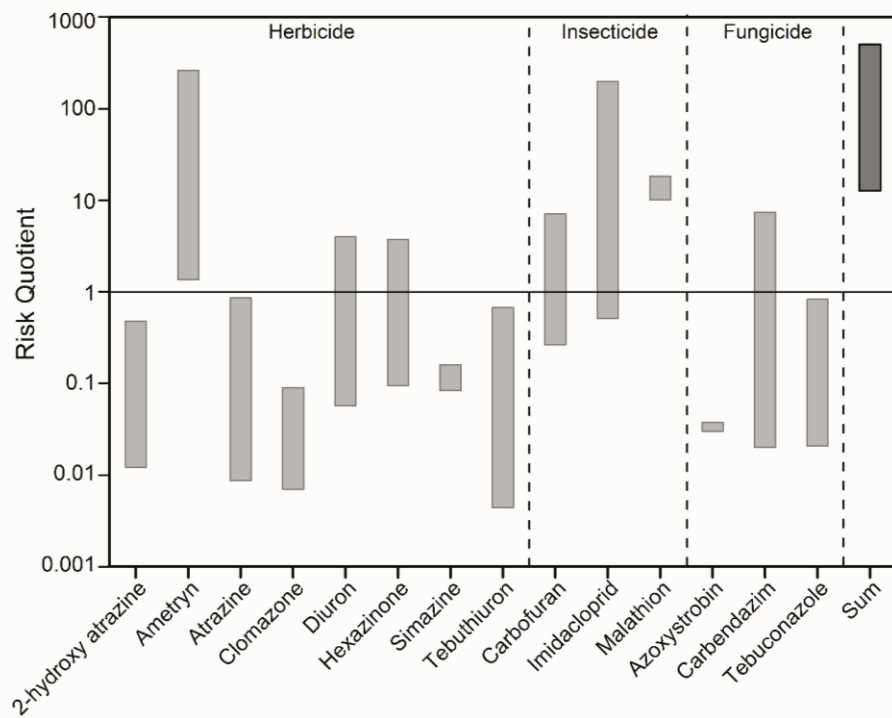 Herbicide
Insecticide
Fungicide
Risk Quotient
1000
100
10
1
0.1
0.01
0.001
2-hydroxy atrazine
Ametryn
Atrazine
Clomazone
Diuron
Hexazinone
Simazine
Tebuthiuron
Carbofuran
Imidacloprid
Malathion
Azoxystrobin
Carbendazim
Tebuconazole
Sum